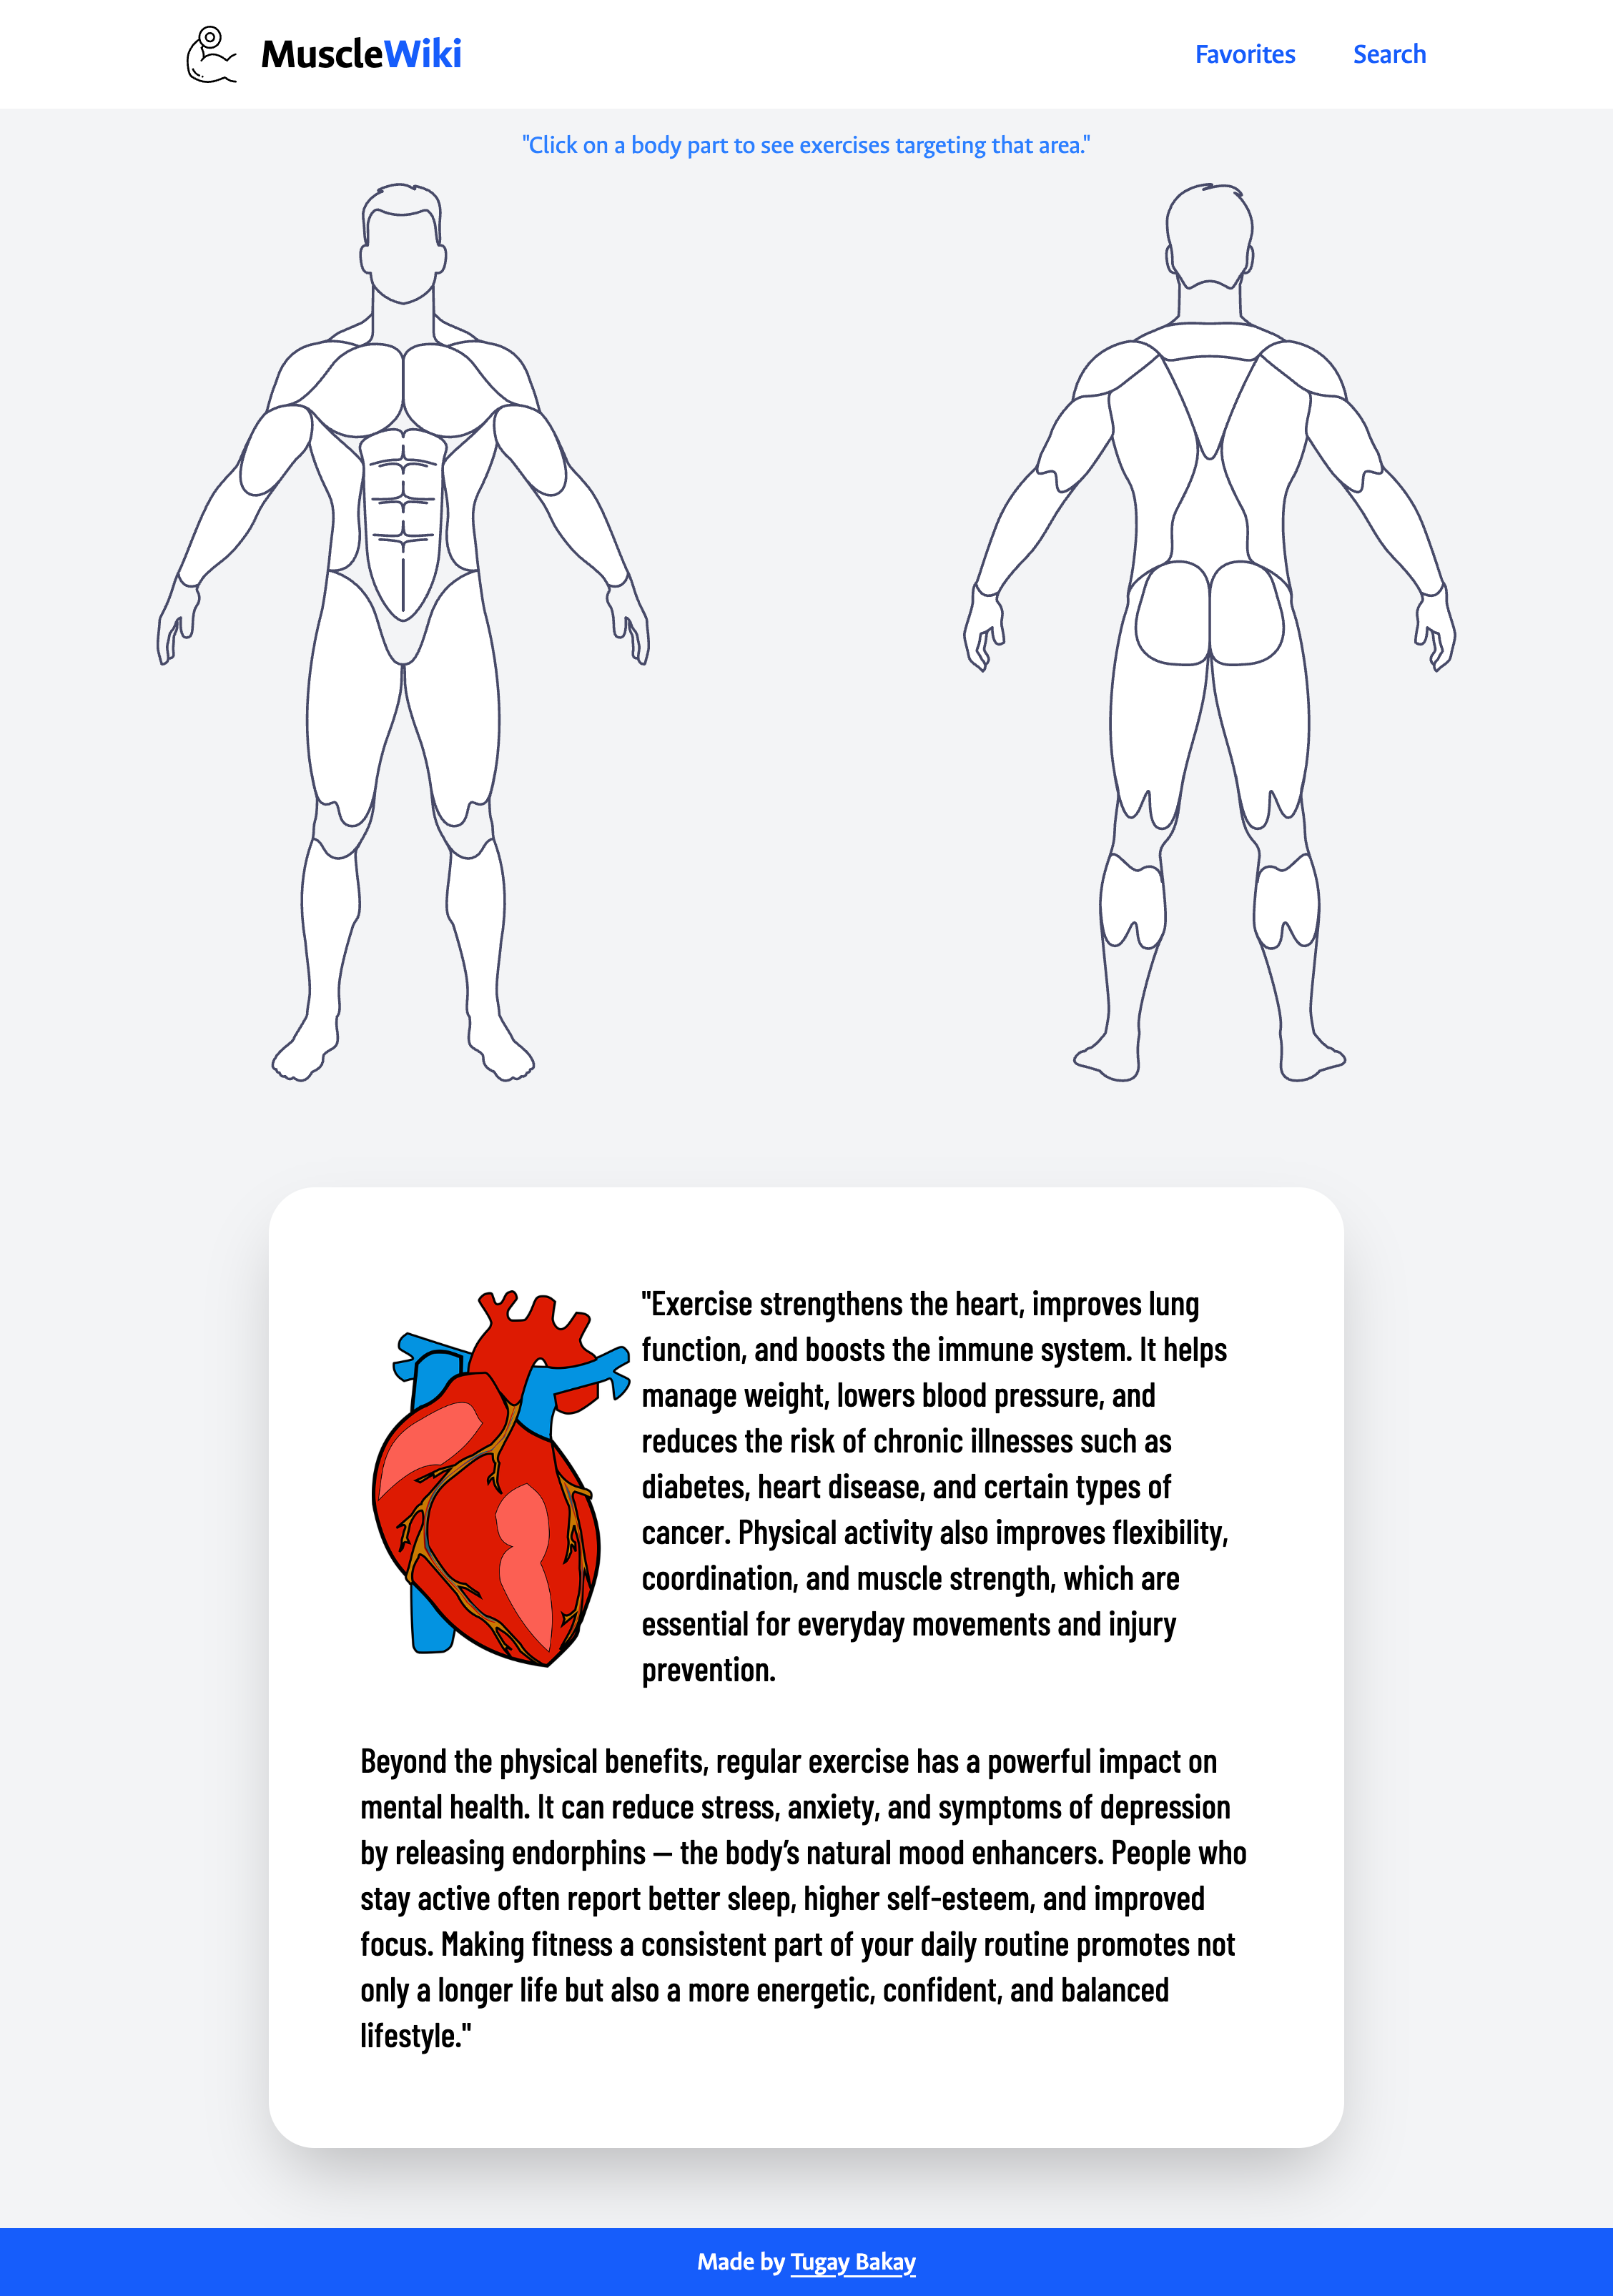 MuscleWiki
Favorites
Search
"Click on a body part to see exercises targeting that area."
"Exercise strengthens the heart, improves lung
function, and boosts the immune system. It helps
manage weight, lowers blood pressure, and
reduces the risk of chronic illnesses such as
diabetes, heart disease, and certain types of
cancer. Physical activity also improves flexibility,
coordination, and muscle strength, which are
essential for everyday movements and injury
prevention.
Beyond the physical benefits, regular exercise has a powerful impact on
mental health. It can reduce stress, anxiety, and symptoms of depression
by releasing endorphins — the body’s natural mood enhancers. People who
stay active often report better sleep, higher self-esteem, and improved
focus. Making fitness a consistent part of your daily routine promotes not
only a longer life but also a more energetic, confident, and balanced
lifestyle."
Made by Tugay Bakay